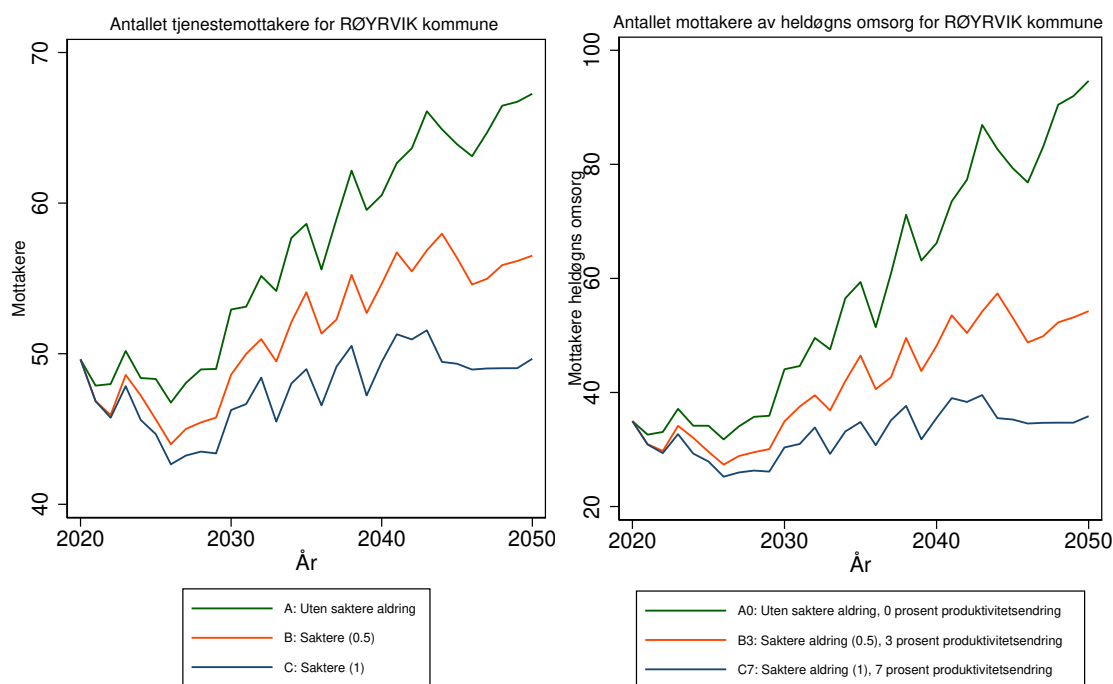 Antallet tjenestemottakere for RØYRVIK kommune
70
60
50
40
Mottakere
2020
2030
2040
2050
År
A: Uten saktere aldring
B: Saktere (0.5)
C: Saktere (1)
Antallet mottakere av heldøgns omsorg for RØYRVIK kommune
100
80
60
40
20
Mottakere heldøgns omsorg
2020
2030
2040
2050
År
A0: Uten saktere aldring, 0 prosent produktivitetsendring
B3: Saktere aldring (0.5), 3 prosent produktivitetsendring
C7: Saktere aldring (1), 7 prosent produktivitetsendring